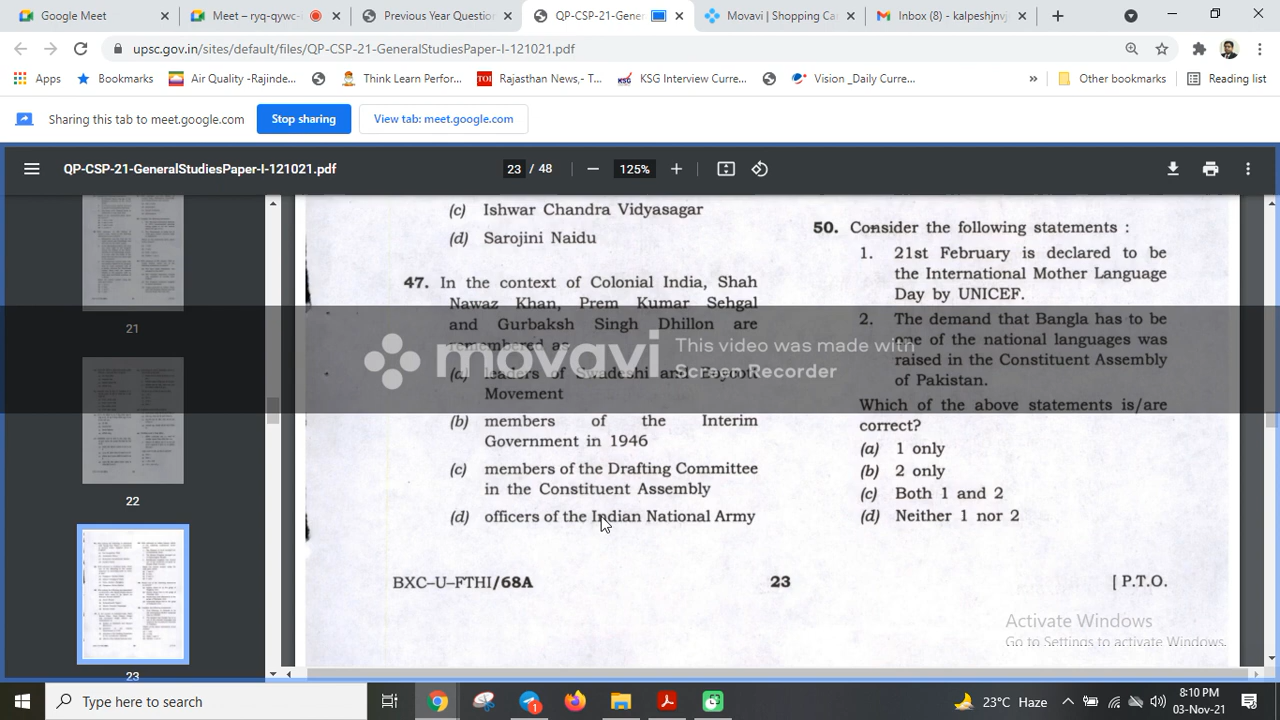 Google Meet
Meet – ryq-qywc-
Previous Year Question
QP-CSP-21-Gener
Movavi | Shopping Ca
Inbox (8) - kalpeshjnvj
upsc.gov.in/sites/default/files/QP-CSP-21-GeneralStudiesPaper-I-121021.pdf
Apps
Bookmarks
Air Quality -Rajinde...
Think Learn Perfor...
TOI
Rajasthan News,- T...
KSG
KSG Interview Curre...
Vision _Daily Curre...
»
Other bookmarks
Reading list
Sharing this tab to meet.google.com
Stop sharing
View tab: meet.google.com
QP-CSP-21-GeneralStudiesPaper-I-121021.pdf
23 / 48
125%
21
22
23
(c) Ishwar Chandra Vidyasagar
(d) Sarojini Naidu
47. In the context of Colonial India, Shah
Nawaz Khan, Prem Kumar Sehgal
and Gurbaksh Singh Dhillon are
remembered as
(a) leaders of Swadeshi and Boycott
Movement
(b) members of the Interim
Government in 1946
(c) members of the Drafting Committee
in the Constituent Assembly
(d) officers of the Indian National Army
50. Consider the following statements :
1. 21st February is declared to be
the International Mother Language
Day by UNICEF.
2. The demand that Bangla has to be
one of the national languages was
raised in the Constituent Assembly
of Pakistan.
Which of the above statements is/are
correct?
(a) 1 only
(b) 2 only
(c) Both 1 and 2
(d) Neither 1 nor 2
BXC–U–FTHI/68A
23
[ P.T.O.
movavi
This video was made with
Screen Recorder
Activate Windows
Go to Settings to activate Windows.
Type here to search
1
23°C Haze
8:10 PM
03-Nov-21